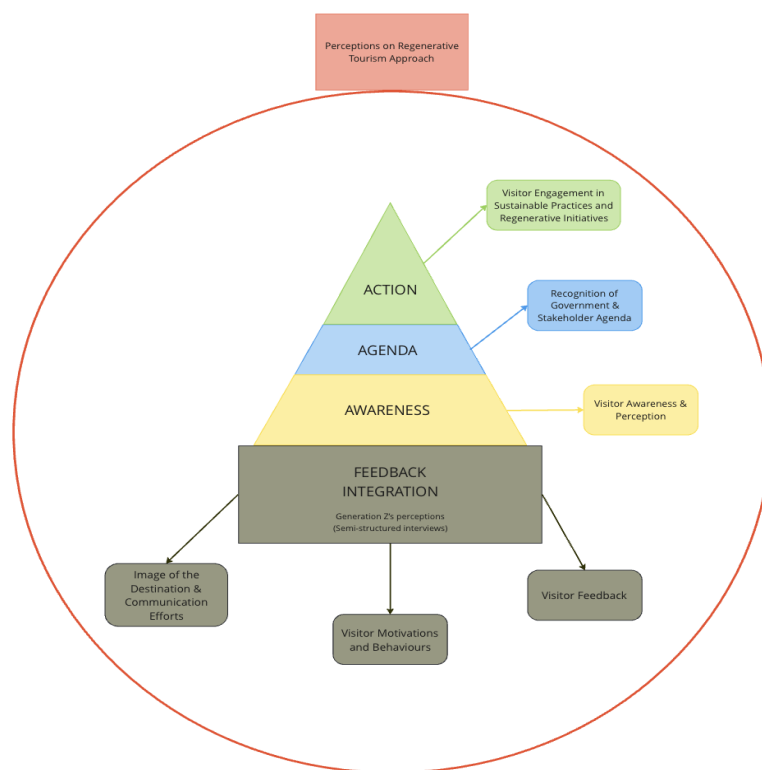 Perceptions on Regenerative
Tourism Approach
Visitor Engagement in
Sustainable Practices and
Regenerative Initiatives
ACTION
Recognition of
Government &
Stakeholder Agenda
AGENDA
AWARENESS
Visitor Awareness &
Perception
FEEDBACK
INTEGRATION
Generation Z's perceptions
(Semi-structured interviews)
Image of the
Destination &
Communication
Efforts
Visitor Motivations
and Behaviours
Visitor Feedback